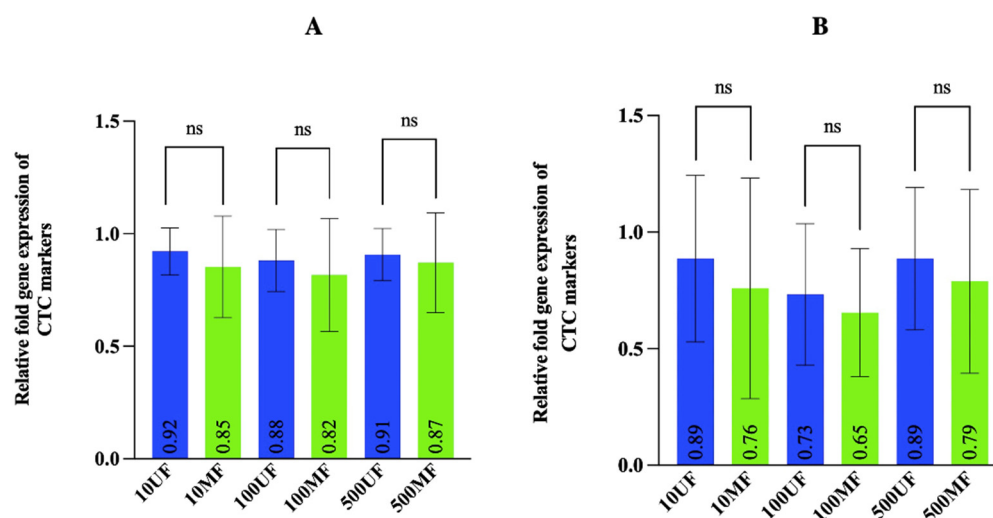 A
Relative fold gene expression of
CTC markers
1.5
1.0
0.5
0.0
ns
ns
ns
0.92
0.85
0.88
0.82
0.91
0.87
10UF
10MF
100UF
100MF
500UF
500MF
B
Relative fold gene expression of
CTC markers
1.5
1.0
0.5
0.0
ns
ns
ns
0.89
0.76
0.73
0.65
0.89
0.79
10UF
10MF
100UF
100MF
500UF
500MF